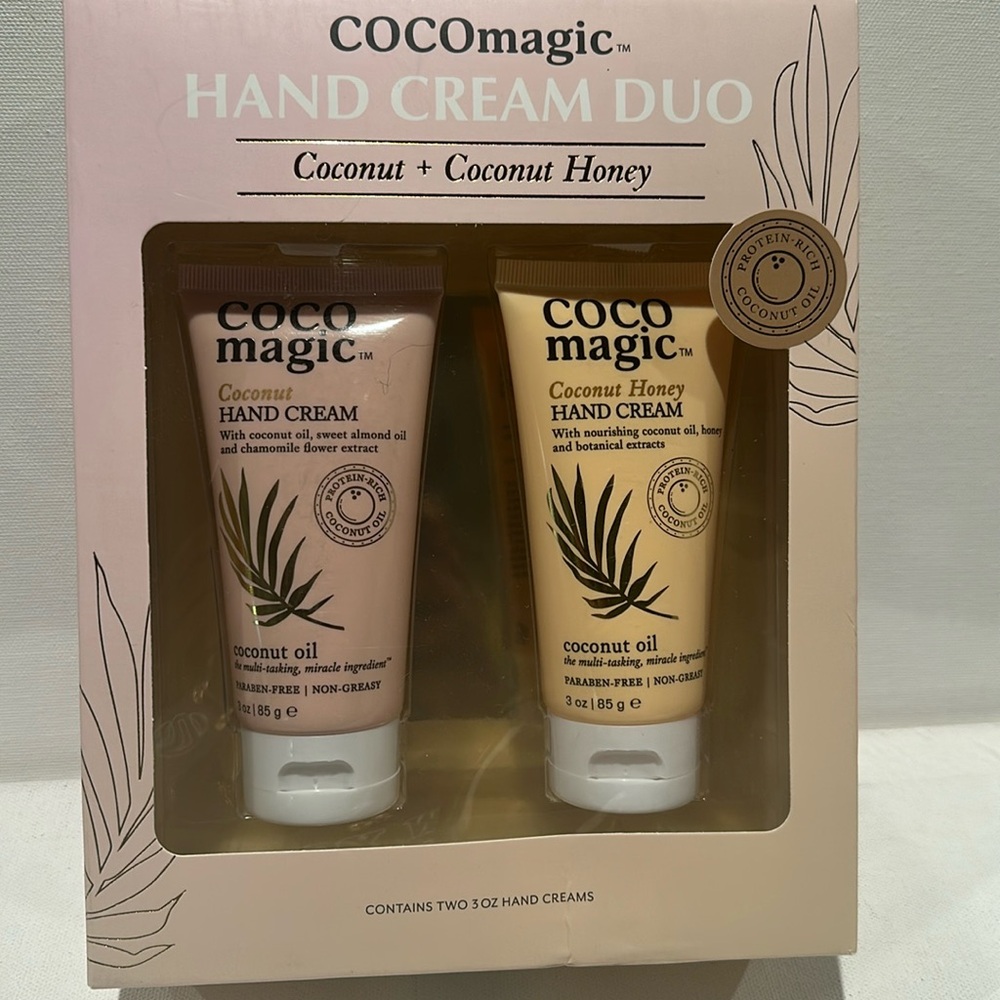 COCOmagic™
HAND CREAM DUO
Coconut + Coconut Honey
PROTEIN-RICH
COCONUT OIL
COCO
magic™
Coconut
HAND CREAM
With coconut oil, sweet almond oil
and chamomile flower extract
PROTEIN-RICH
COCONUT OIL
coconut oil
the multi-tasking, miracle ingredient™
PARABEN-FREE | NON-GREASY
3 oz | 85 g ℮
COCO
magic™
Coconut Honey
HAND CREAM
With nourishing coconut oil, honey
and botanical extracts
PROTEIN-RICH
COCONUT OIL
coconut oil
the multi-tasking, miracle ingredient™
PARABEN-FREE | NON-GREASY
3 oz | 85 g ℮
CONTAINS TWO 3 OZ HAND CREAMS